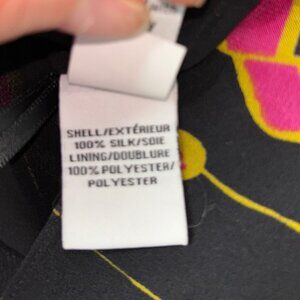 SHELL/EXTÉRIEUR
100% SILK/SOIE
LINING/DOUBLURE
100% POLYESTER/
POLYESTER